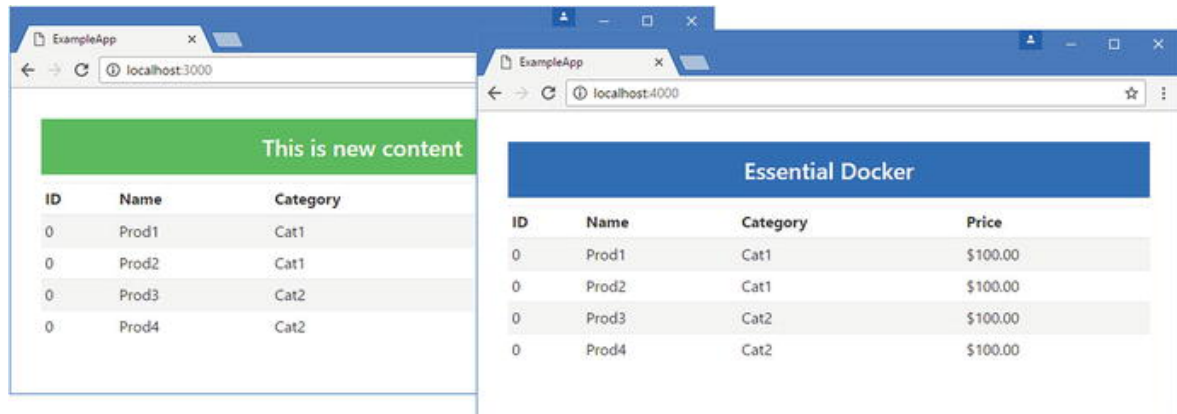 ExampleApp
localhost:3000
This is new content
ID Name Category
0 Prod1 Cat1
0 Prod2 Cat1
0 Prod3 Cat2
0 Prod4 Cat2
ExampleApp
localhost:4000
Essential Docker
ID Name Category Price
0 Prod1 Cat1 $100.00
0 Prod2 Cat1 $100.00
0 Prod3 Cat2 $100.00
0 Prod4 Cat2 $100.00